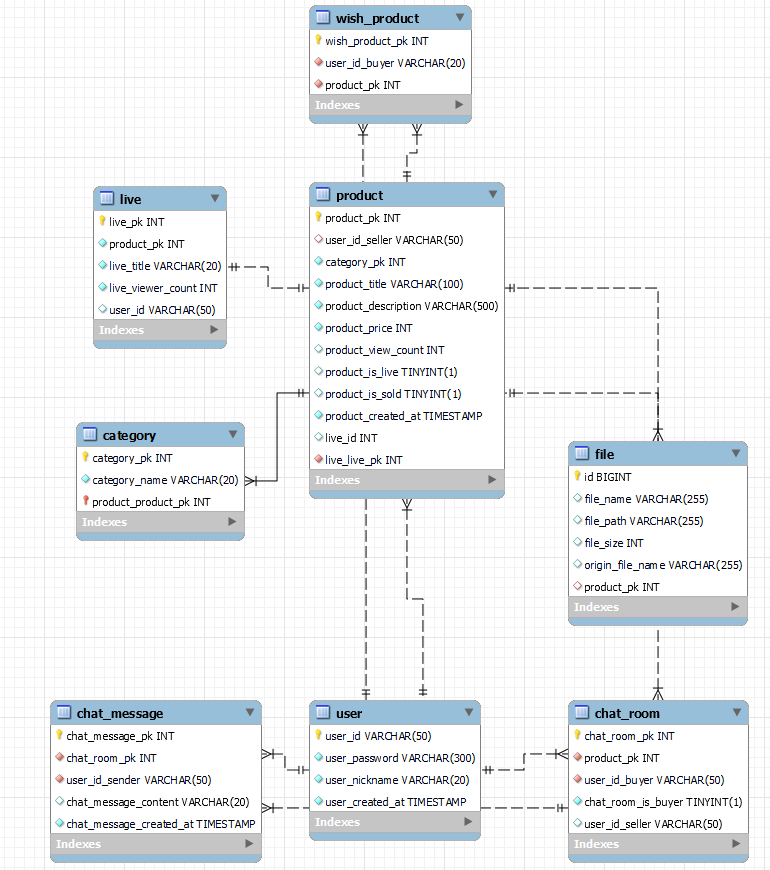 wish_product
wish_product_pk INT
user_id_buyer VARCHAR(20)
product_pk INT
Indexes
live
live_pk INT
product_pk INT
live_title VARCHAR(20)
live_viewer_count INT
user_id VARCHAR(50)
Indexes
product
product_pk INT
user_id_seller VARCHAR(50)
category_pk INT
product_title VARCHAR(100)
product_description VARCHAR(500)
product_price INT
product_view_count INT
product_is_live TINYINT(1)
product_is_sold TINYINT(1)
product_created_at TIMESTAMP
live_id INT
live_live_pk INT
Indexes
category
category_pk INT
category_name VARCHAR(20)
product_product_pk INT
Indexes
file
id BIGINT
file_name VARCHAR(255)
file_path VARCHAR(255)
file_size INT
origin_file_name VARCHAR(255)
product_pk INT
Indexes
chat_message
chat_message_pk INT
chat_room_pk INT
user_id_sender VARCHAR(50)
chat_message_content VARCHAR(20)
chat_message_created_at TIMESTAMP
Indexes
user
user_id VARCHAR(50)
user_password VARCHAR(300)
user_nickname VARCHAR(20)
user_created_at TIMESTAMP
Indexes
chat_room
chat_room_pk INT
product_pk INT
user_id_buyer VARCHAR(50)
chat_room_is_buyer TINYINT(1)
user_id_seller VARCHAR(50)
Indexes